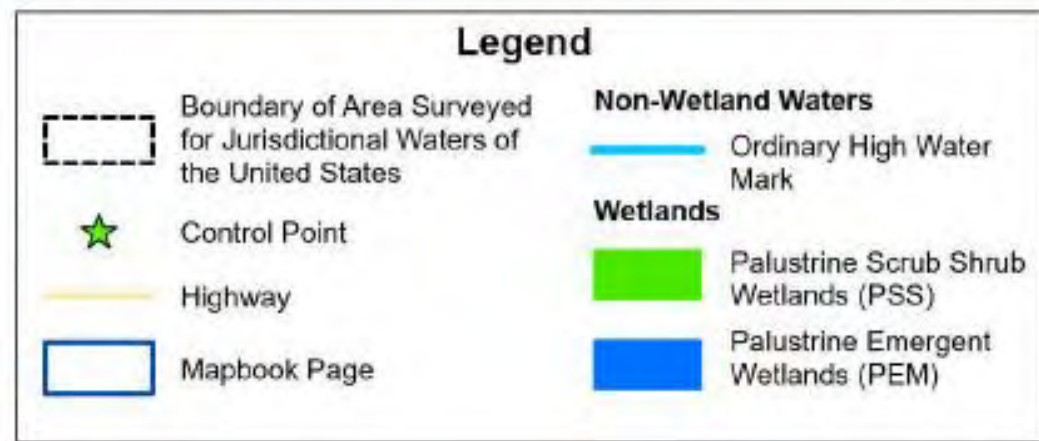 Legend
Boundary of Area Surveyed
for Jurisdictional Waters of
the United States
Control Point
Highway
Mapbook Page
Non-Wetland Waters
Ordinary High Water
Mark
Wetlands
Palustrine Scrub Shrub
Wetlands (PSS)
Palustrine Emergent
Wetlands (PEM)